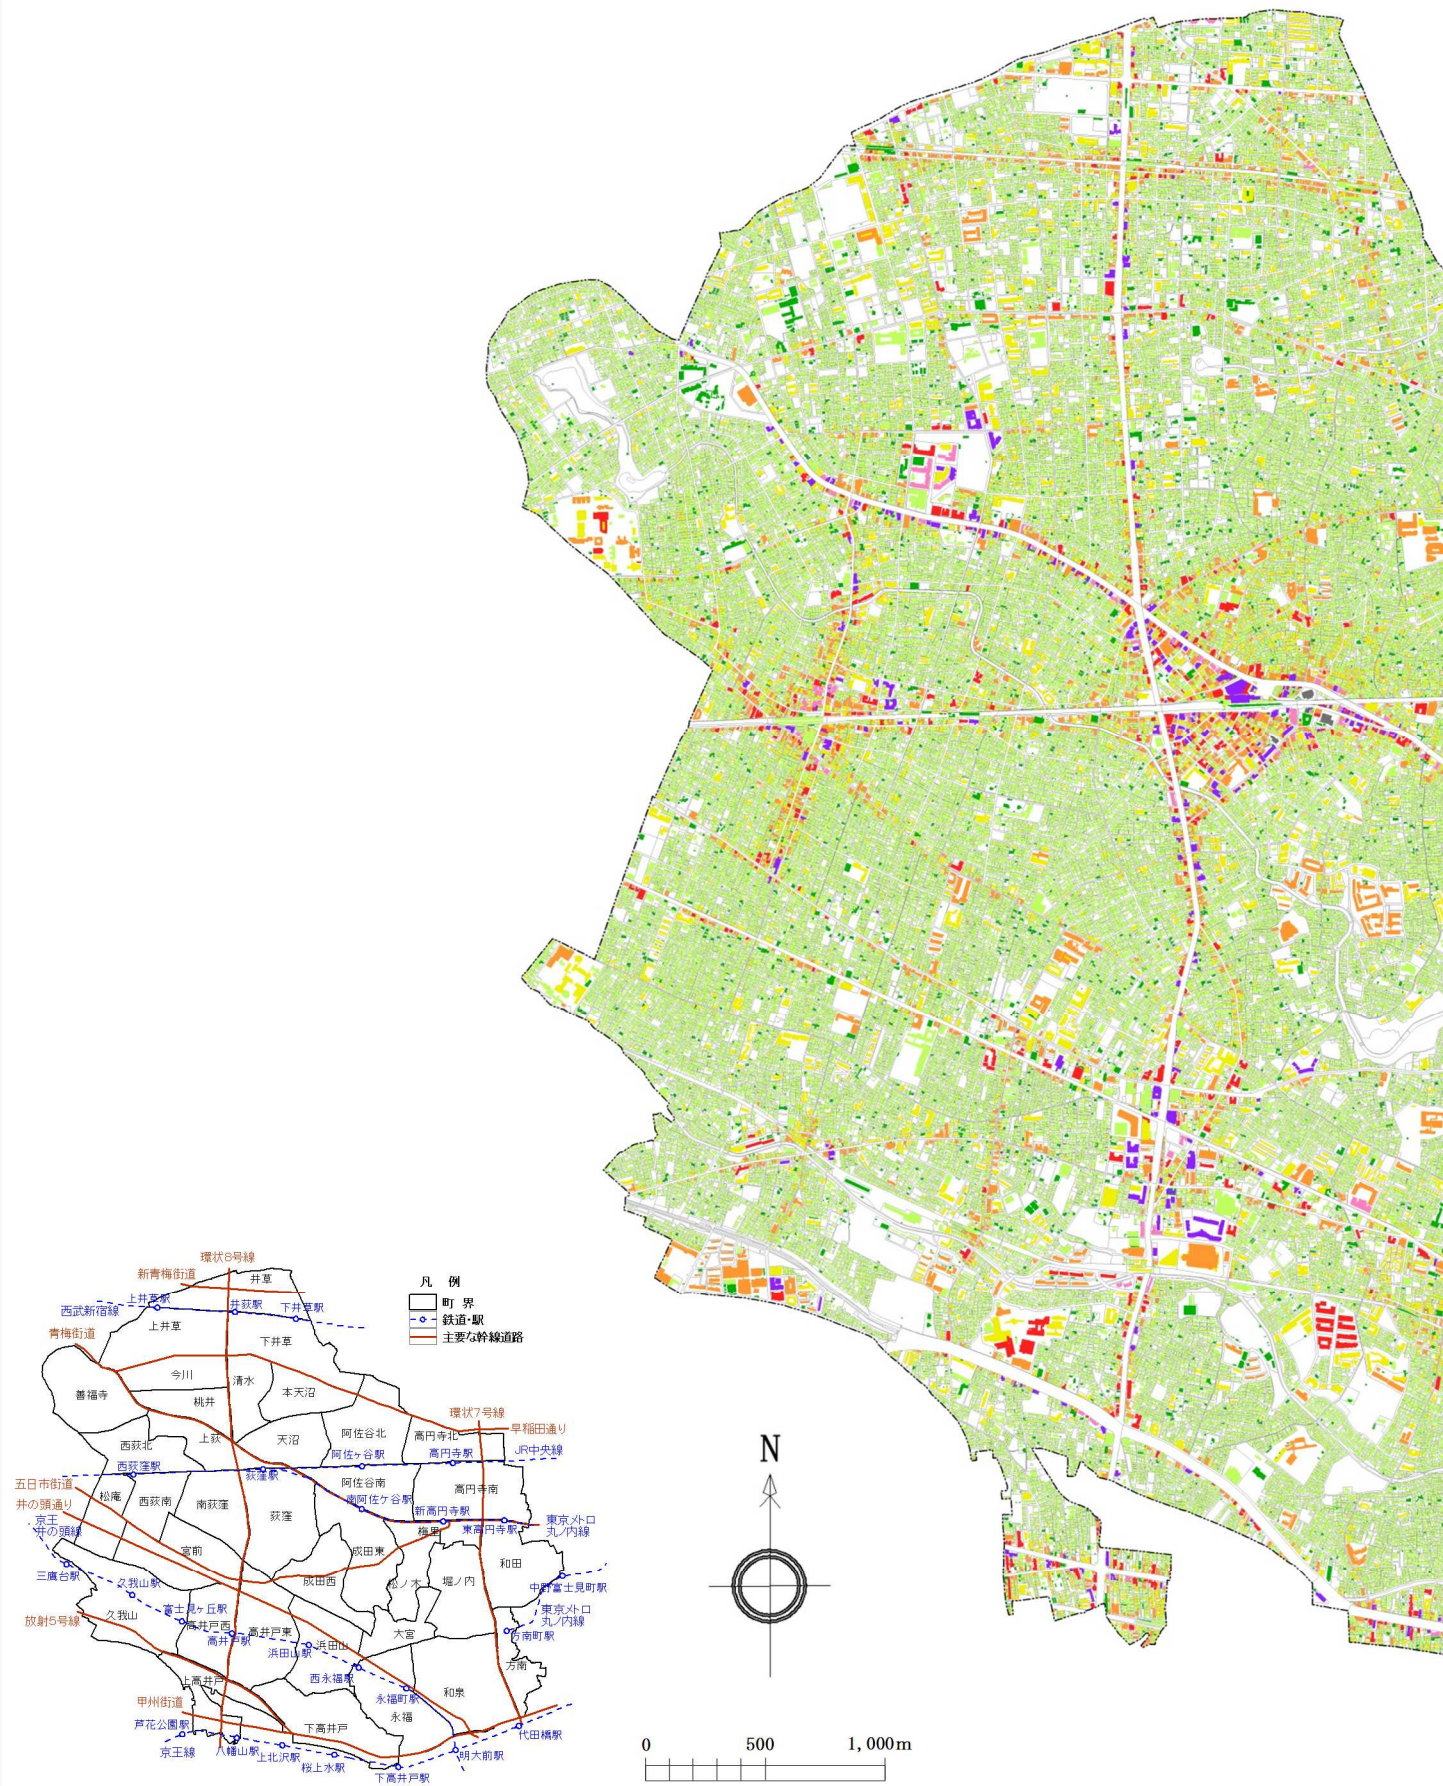 環状8号線
新青梅街道
井草
凡 例
町 界
鉄道・駅
主要な幹線道路
西武新宿線
上井草駅
井荻駅
下井草駅
青梅街道
上井草
下井草
今川
清水
善福寺
桃井
本天沼
環状7号線
早稲田通り
上荻
天沼
阿佐谷北
高円寺北
西荻北
阿佐ヶ谷駅
高円寺駅
JR中央線
西荻窪駅
荻窪駅
五日市街道
松庵
西荻南
南荻窪
阿佐谷南
高円寺南
井の頭通り
荻窪
南阿佐ケ谷駅
新高円寺駅
京王
井の頭線
梅里
東高円寺駅
東京メトロ
丸ノ内線
宮前
成田東
和田
三鷹台駅
久我山駅
成田西
松ノ木
堀ノ内
中野富士見町駅
放射5号線
久我山
富士見ヶ丘駅
高井戸西
高井戸駅
高井戸東
浜田山
浜田山駅
大宮
東京メトロ
丸ノ内線
方南町駅
西永福駅
方南
上高井戸
永福町駅
和泉
甲州街道
永福
芦花公園駅
下高井戸
代田橋駅
京王線
八幡山駅
上北沢駅
桜上水駅
下高井戸駅
明大前駅
N
0 500 1,000m